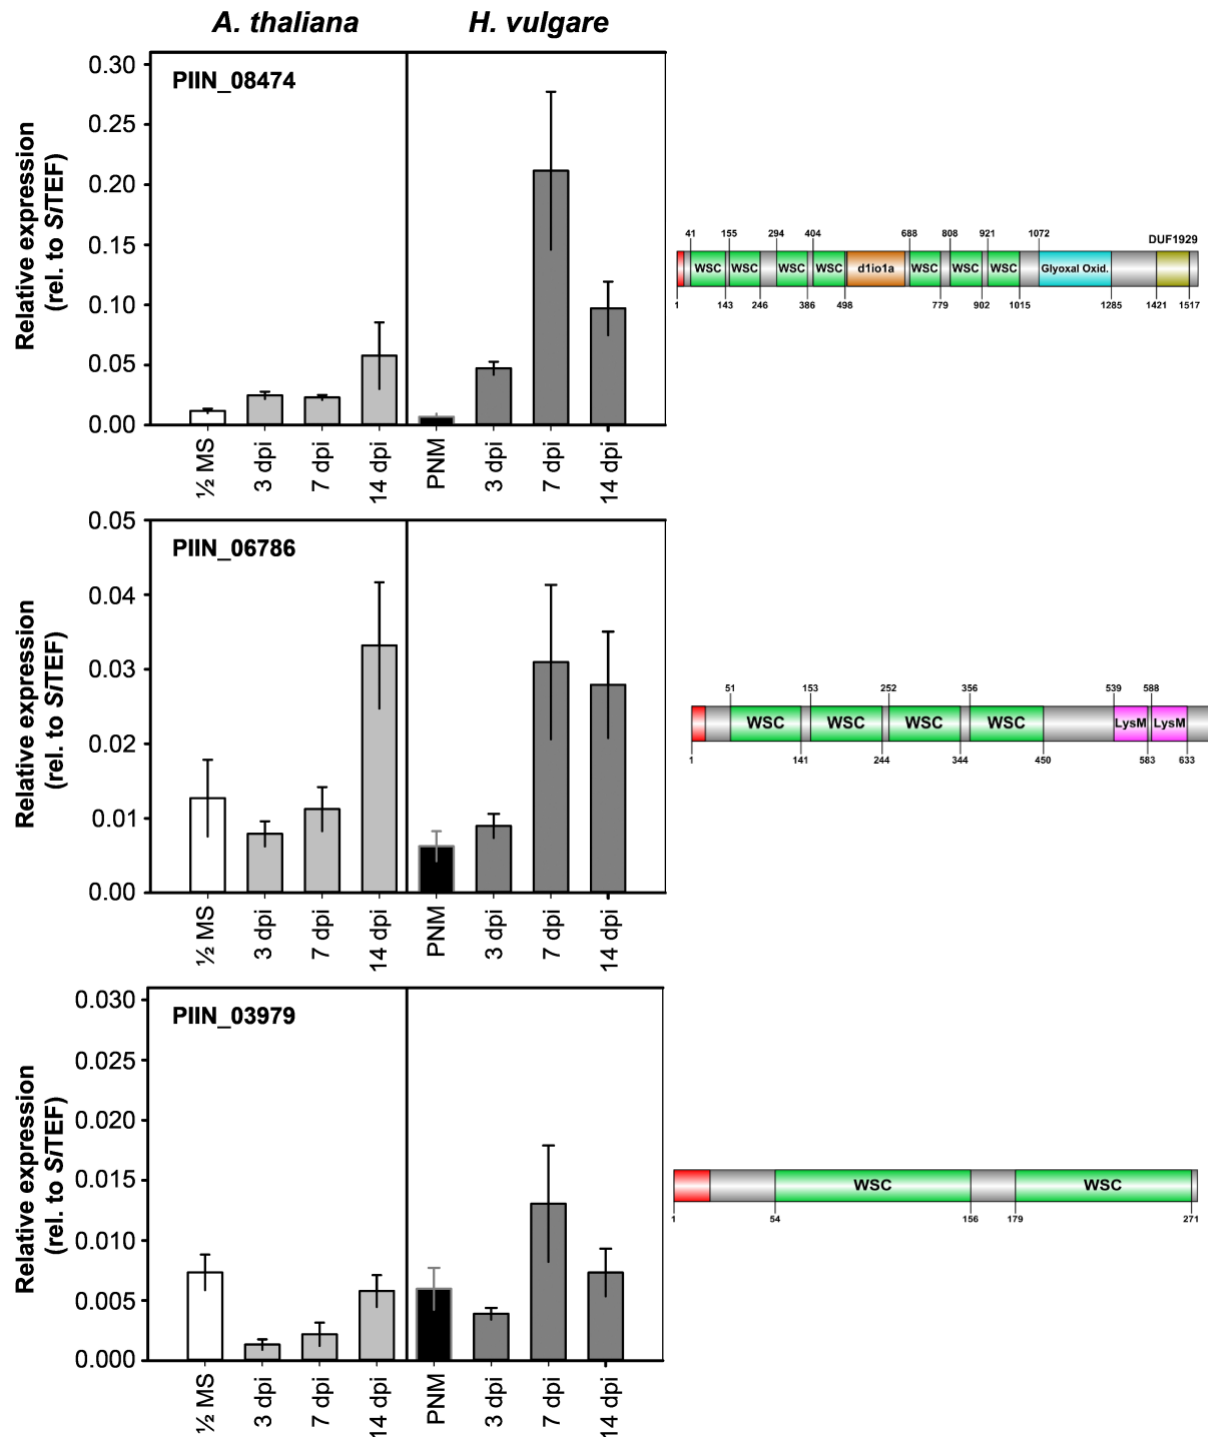 A. thaliana H. vulgare
PIIN_08474
Relative expression
(rel. to SiTEF)
0.30
0.25
0.20
0.15
0.10
0.05
0.00
½ MS 3 dpi 7 dpi 14 dpi PNM 3 dpi 7 dpi 14 dpi
41 155 294 404 688 808 921 1072 DUF1929
WSC WSC WSC WSC d1io1a WSC WSC WSC Glyoxal Oxid.
1 143 246 386 498 779 902 1015 1285 1421 1517
PIIN_06786
Relative expression
(rel. to SiTEF)
0.05
0.04
0.03
0.02
0.01
0.00
½ MS 3 dpi 7 dpi 14 dpi PNM 3 dpi 7 dpi 14 dpi
51 153 252 356 539 588
WSC WSC WSC WSC LysM LysM
1 141 244 344 450 583 633
PIIN_03979
Relative expression
(rel. to SiTEF)
0.030
0.025
0.020
0.015
0.010
0.005
0.000
½ MS 3 dpi 7 dpi 14 dpi PNM 3 dpi 7 dpi 14 dpi
WSC WSC
1 54 156 179 271